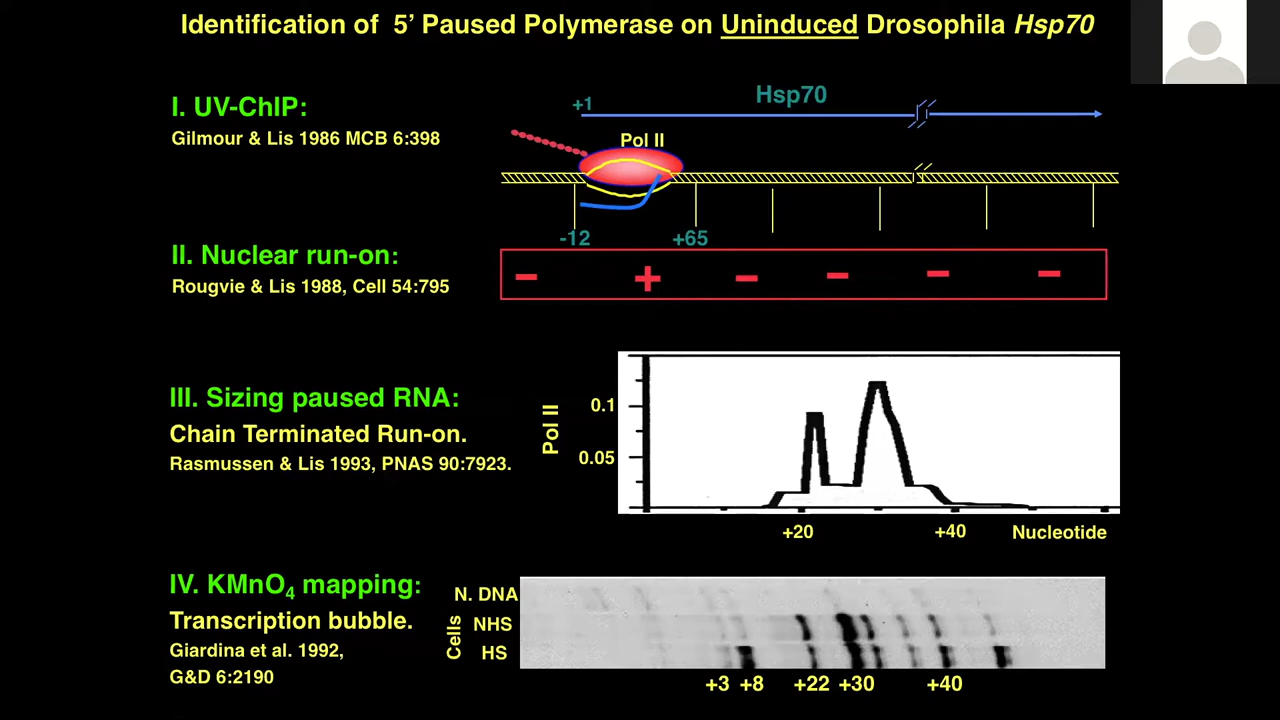 Identification of 5’ Paused Polymerase on Uninduced Drosophila Hsp70
I. UV-ChIP:
Gilmour & Lis 1986 MCB 6:398
+1
Hsp70
Pol II
-12
+65
II. Nuclear run-on:
Rougvie & Lis 1988, Cell 54:795
− + − − − −
III. Sizing paused RNA:
Chain Terminated Run-on.
Rasmussen & Lis 1993, PNAS 90:7923.
Pol II
0.1
0.05
+20
+40
Nucleotide
IV. KMnO4 mapping:
Transcription bubble.
Giardina et al. 1992,
G&D 6:2190
Cells
N. DNA
NHS
HS
+3 +8 +22 +30 +40